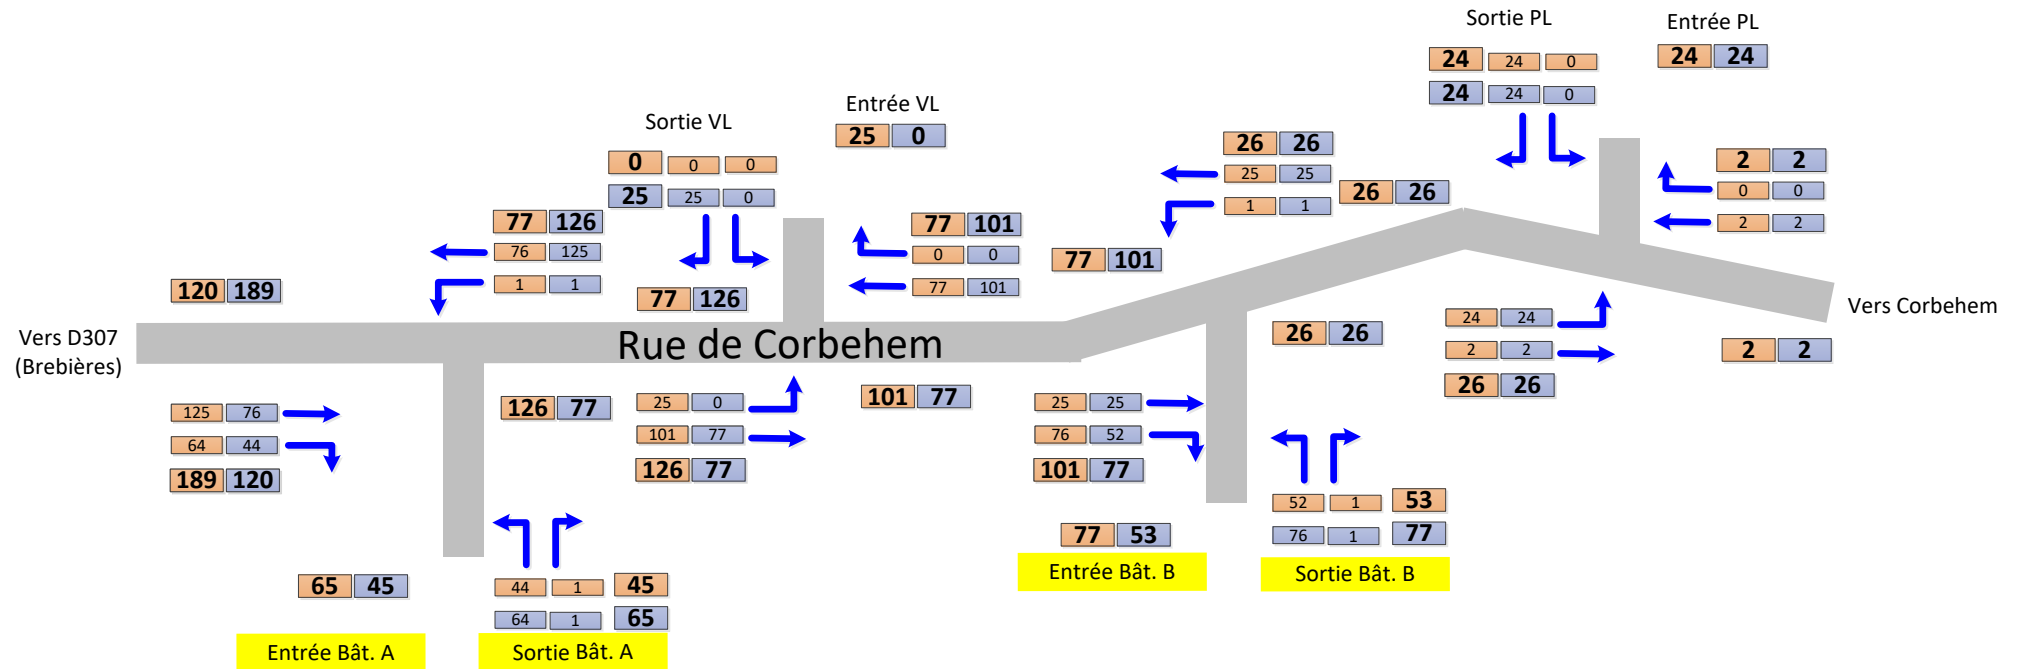 Sortie PL
24 24 0
24 24 0
Entrée PL
24 24
Entrée VL
25 0
Sortie VL
0 0 0
25 25 0
26 26
25 25
1 1
26 26
2 2
0 0
2 2
77 126
76 125
1 1
77 101
0 0
77 101
77 101
120 189
77 126
Vers D307
(Brebières)
Rue de Corbehem
Vers Corbehem
26 26
24 24
2 2
26 26
2 2
125 76
64 44
189 120
126 77
25 0
101 77
126 77
101 77
25 25
76 52
101 77
52 1 53
76 1 77
77 53
Entrée Bât. B
Sortie Bât. B
65 45
44 1 45
64 1 65
Entrée Bât. A
Sortie Bât. A